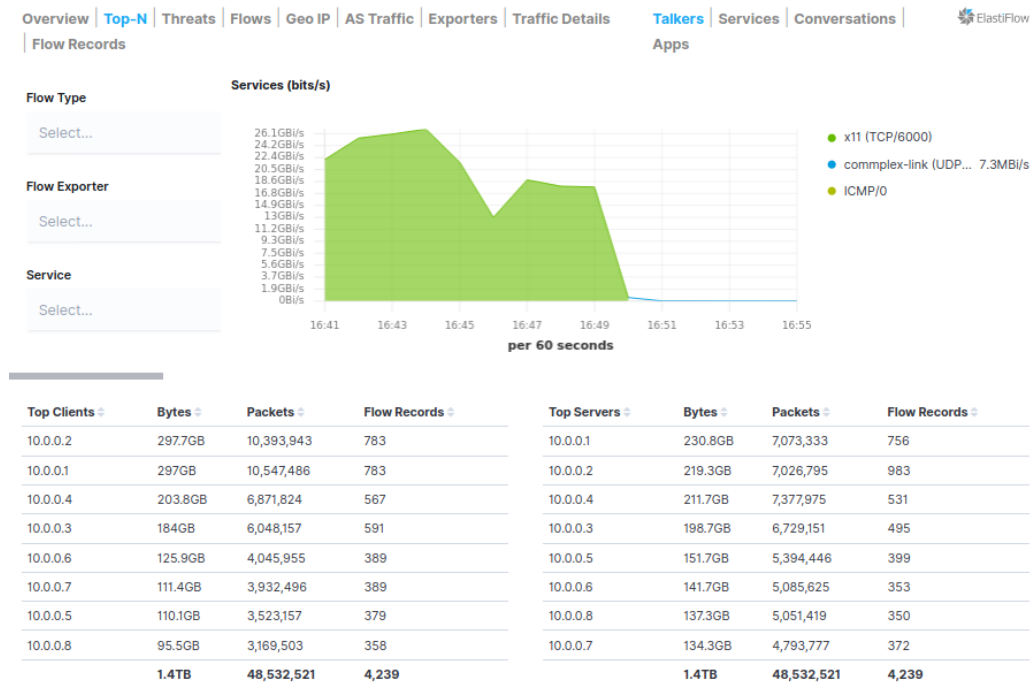 Overview | Top-N | Threats | Flows | Geo IP | AS Traffic | Exporters | Traffic Details
| Flow Records
Talkers | Services | Conversations |
Apps
ElastiFlow
Flow Type
Select...
Flow Exporter
Select...
Service
Select...
Services (bits/s)
26.1GBi/s
24.2GBi/s
22.4GBi/s
20.5GBi/s
18.6GBi/s
16.8GBi/s
14.9GBi/s
13GBi/s
11.2GBi/s
9.3GBi/s
7.5GBi/s
5.6GBi/s
3.7GBi/s
1.9GBi/s
0Bi/s
16:41 16:43 16:45 16:47 16:49 16:51 16:53 16:55
per 60 seconds
x11 (TCP/6000)
commplex-link (UDP... 7.3MBi/s
ICMP/0
Top Clients Bytes Packets Flow Records
10.0.0.2 297.7GB 10,393,943 783
10.0.0.1 297GB 10,547,486 783
10.0.0.4 203.8GB 6,871,824 567
10.0.0.3 184GB 6,048,157 591
10.0.0.6 125.9GB 4,045,955 389
10.0.0.7 111.4GB 3,932,496 389
10.0.0.5 110.1GB 3,523,157 379
10.0.0.8 95.5GB 3,169,503 358
1.4TB 48,532,521 4,239
Top Servers Bytes Packets Flow Records
10.0.0.1 230.8GB 7,073,333 756
10.0.0.2 219.3GB 7,026,795 983
10.0.0.4 211.7GB 7,377,975 531
10.0.0.3 198.7GB 6,729,151 495
10.0.0.5 151.7GB 5,394,446 399
10.0.0.6 141.7GB 5,085,625 353
10.0.0.8 137.3GB 5,051,419 350
10.0.0.7 134.3GB 4,793,777 372
1.4TB 48,532,521 4,239